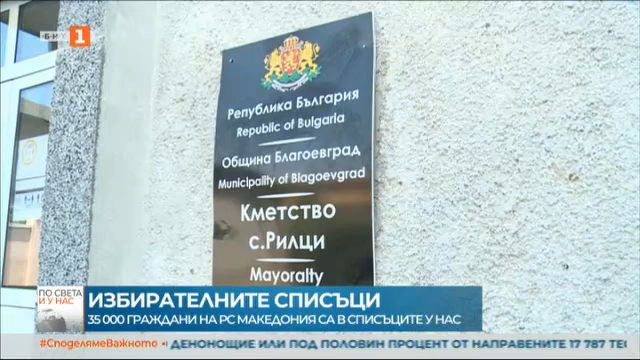 БНТ 1
Република България
Republic of Bulgaria
Община Благоевград
Municipality of Blagoevgrad
Кметство
с.Рилци
Mayoralty
ПО СВЕТА
И У НАС
ИЗБИРАТЕЛНИТЕ СПИСЪЦИ
35 000 ГРАЖДАНИ НА РС МАКЕДОНИЯ СА В СПИСЪЦИТЕ У НАС
#СподелямеВажното
ДЕНОНОЩИЕ ИЛИ ПОД ПОЛОВИН ПРОЦЕНТ ОТ НАПРАВЕНИТЕ 17 787 ТЕС